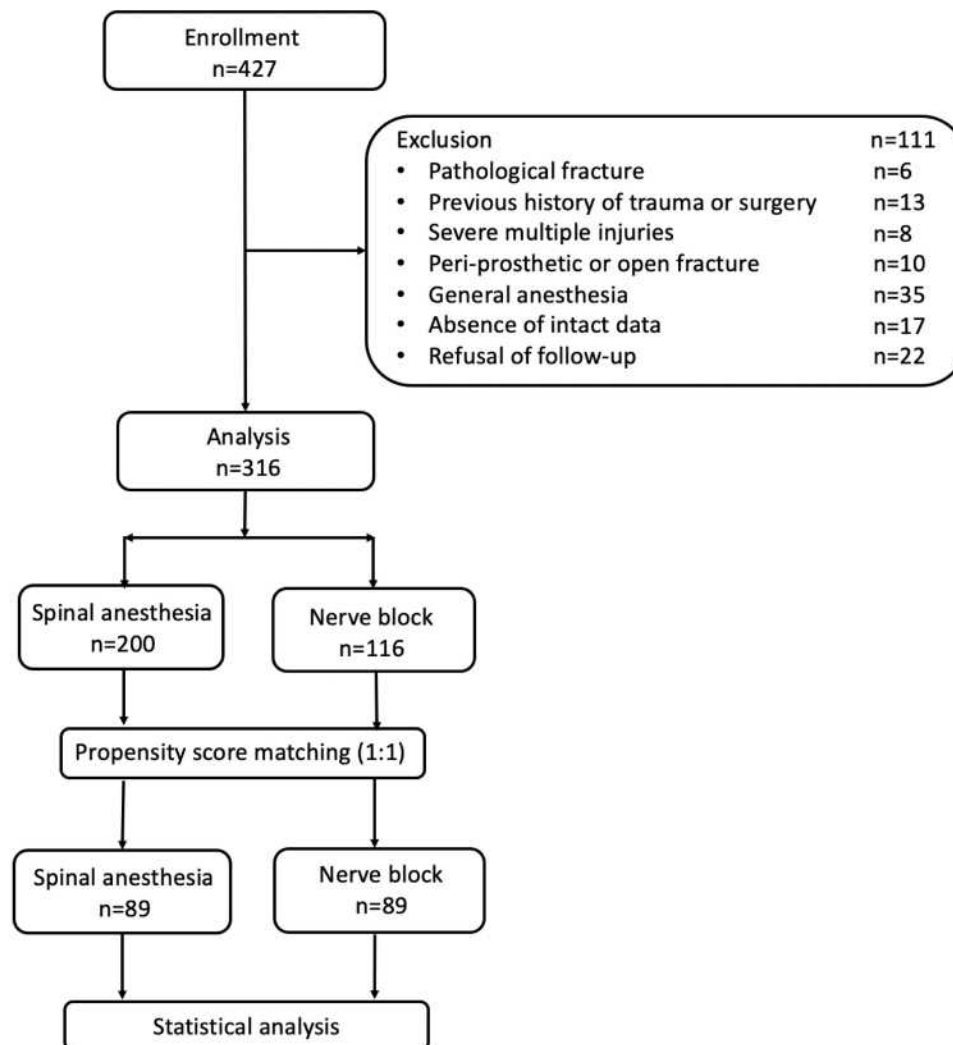 Enrollment
n=427
Exclusion n=111
• Pathological fracture n=6
• Previous history of trauma or surgery n=13
• Severe multiple injuries n=8
• Peri-prosthetic or open fracture n=10
• General anesthesia n=35
• Absence of intact data n=17
• Refusal of follow-up n=22
Analysis
n=316
Spinal anesthesia
n=200
Nerve block
n=116
Propensity score matching (1:1)
Spinal anesthesia
n=89
Nerve block
n=89
Statistical analysis